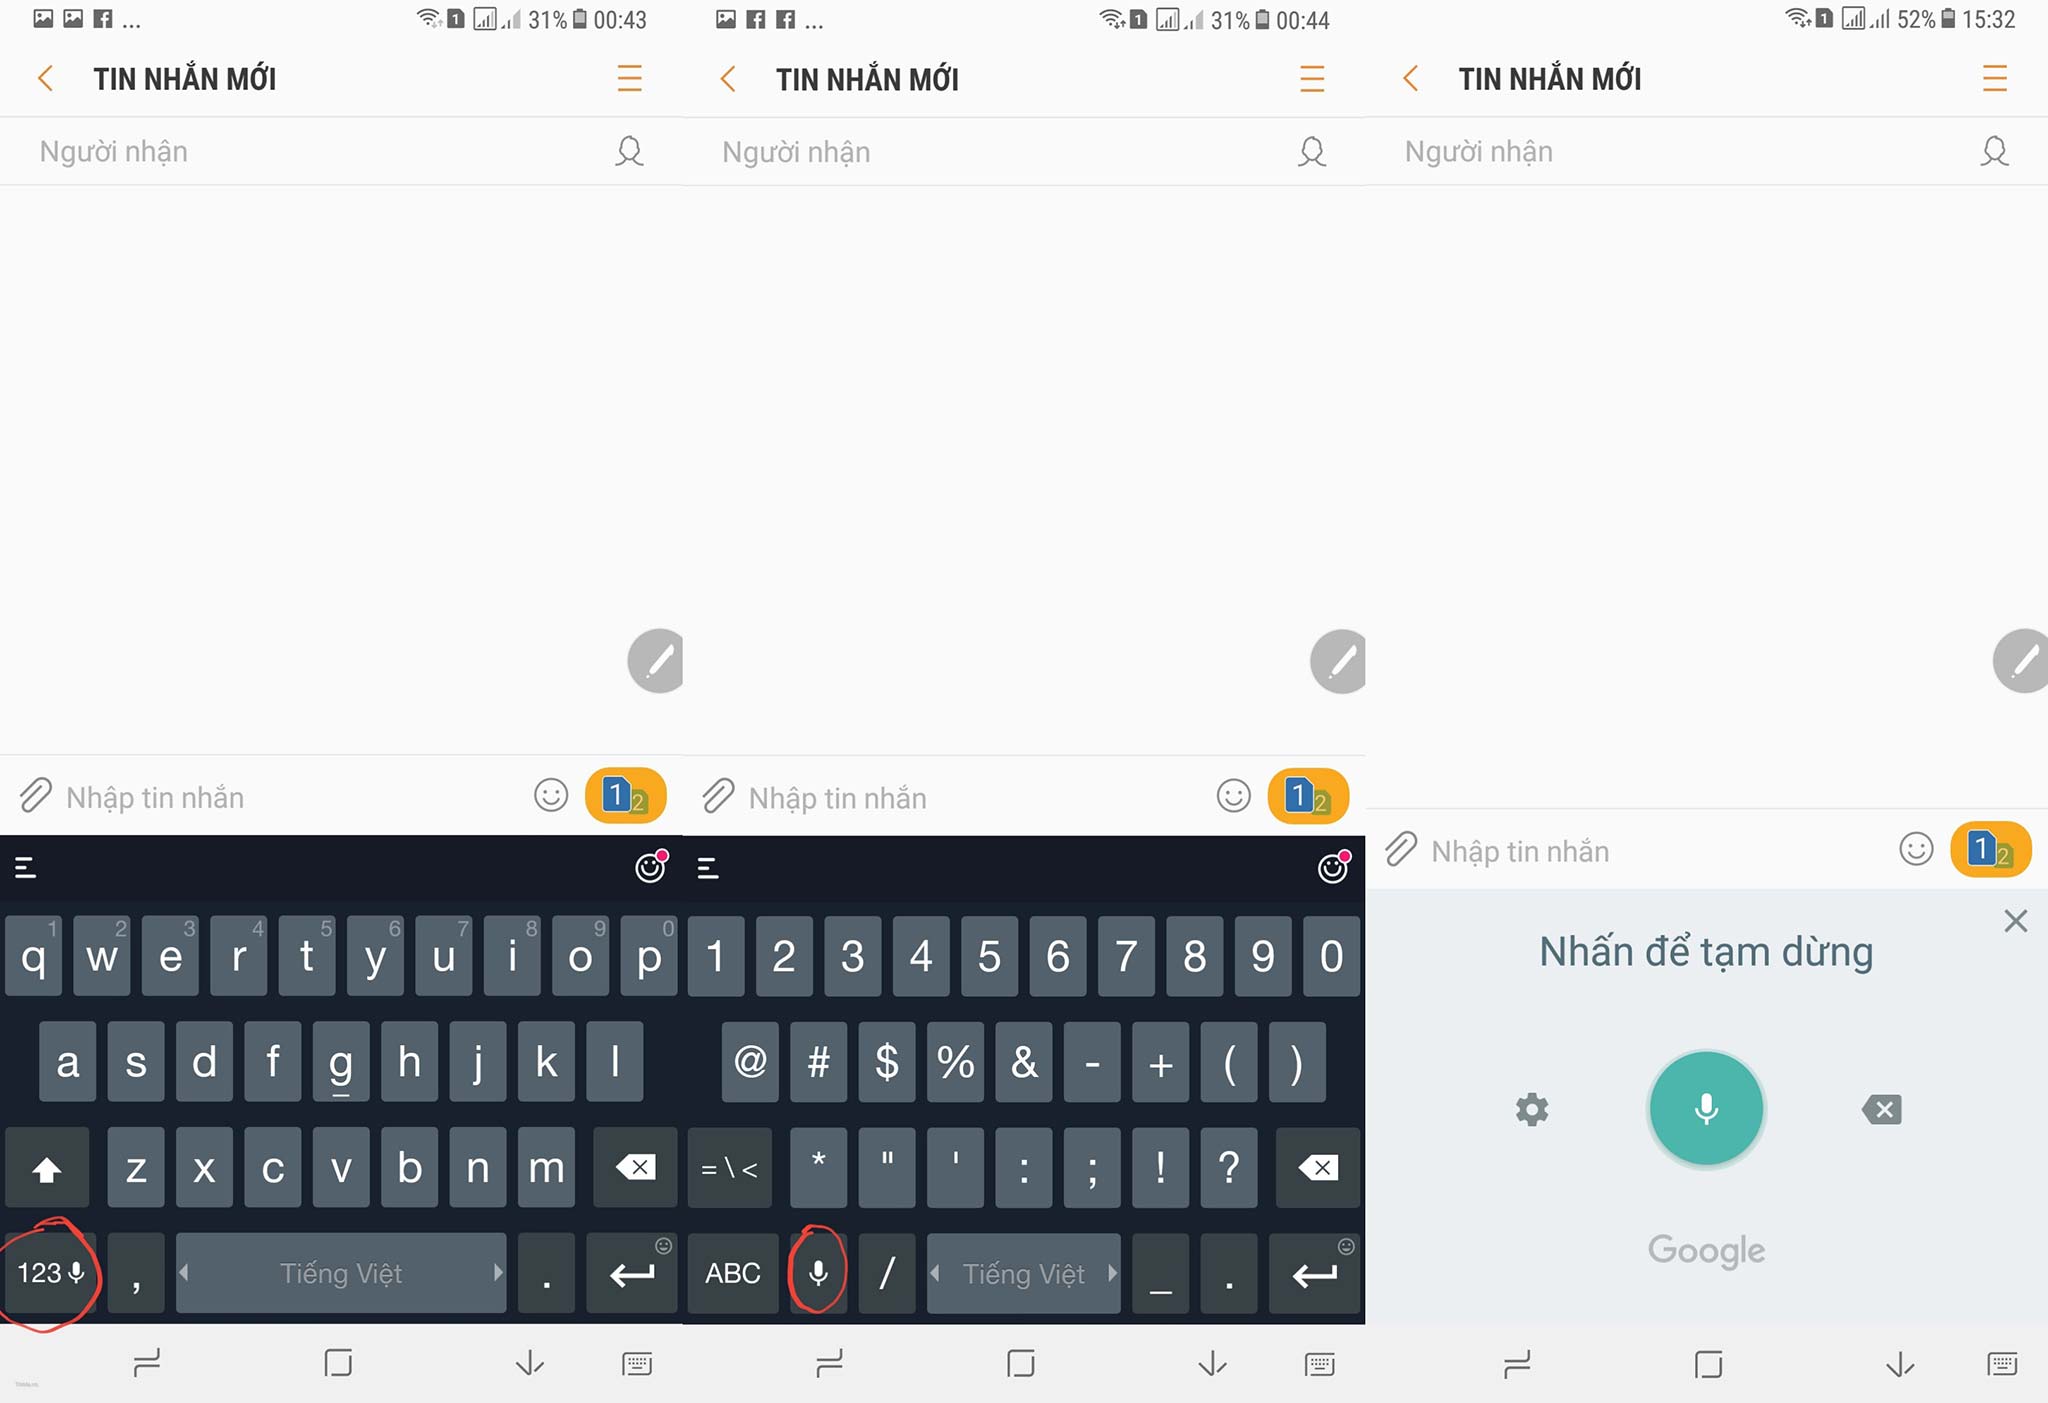 ... 1 31% 00:43
TIN NHẮN MỚI
Người nhận
Nhập tin nhắn
1 2
1 2 3 4 5 6 7 8 9 0
q w e r t y u i o p
a s d f g h j k l
z x c v b n m
123 , Tiếng Việt .
... 1 31% 00:44
TIN NHẮN MỚI
Người nhận
Nhập tin nhắn
1 2
1 2 3 4 5 6 7 8 9 0
@ # $ % & - + ( )
= \ < * " ' : ; ! ?
ABC / Tiếng Việt _ .
1 52% 15:32
TIN NHẮN MỚI
Người nhận
Nhập tin nhắn
1 2
Nhấn để tạm dừng
Google